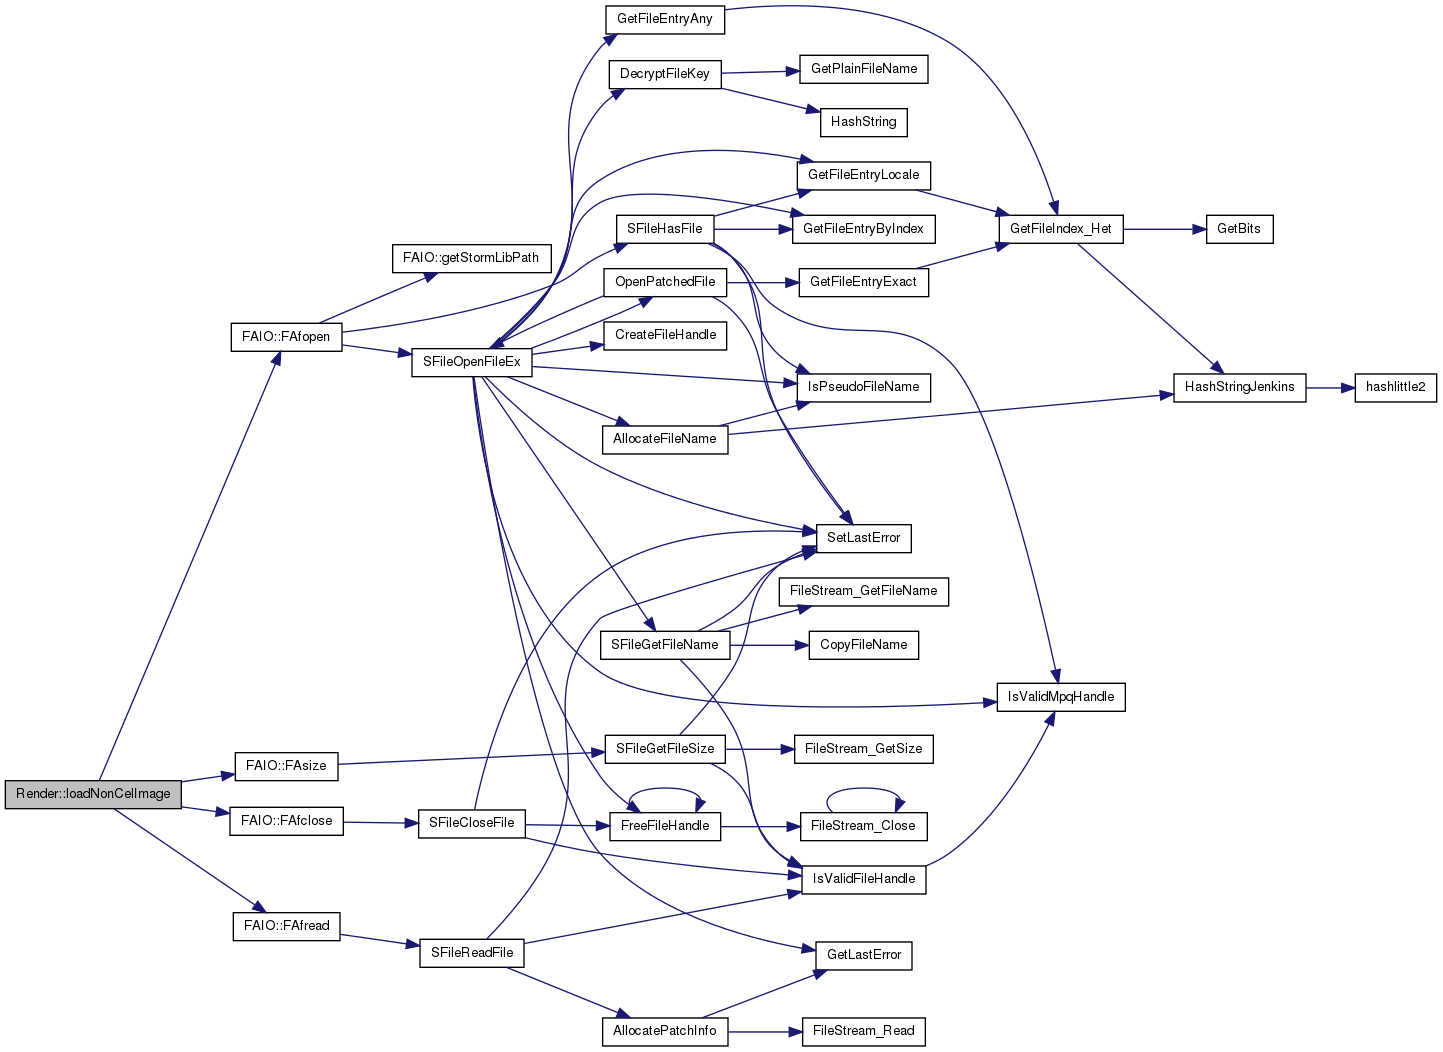 GetFileEntryAny
DecryptFileKey
GetPlainFileName
HashString
GetFileEntryLocale
SFileHasFile
GetFileEntryByIndex
GetFileIndex_Het
GetBits
FAIO::getStormLibPath
OpenPatchedFile
GetFileEntryExact
FAIO::FAfopen
CreateFileHandle
SFileOpenFileEx
IsPseudoFileName
HashStringJenkins
hashlittle2
AllocateFileName
SetLastError
FileStream_GetFileName
SFileGetFileName
CopyFileName
IsValidMpqHandle
SFileGetFileSize
FileStream_GetSize
FAIO::FAsize
Render::loadNonCelImage
FAIO::FAfclose
SFileCloseFile
FreeFileHandle
FileStream_Close
IsValidFileHandle
FAIO::FAfread
SFileReadFile
GetLastError
AllocatePatchInfo
FileStream_Read